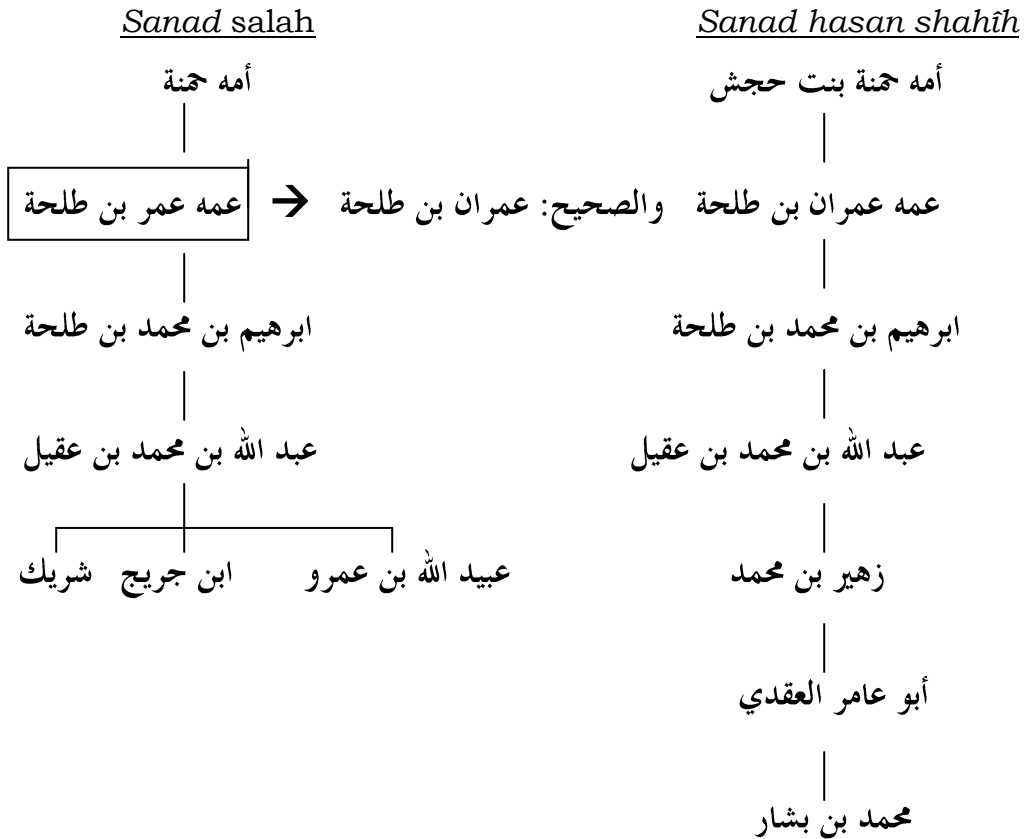 Sanad salah
Sanad hasan shahîh
أمه حمنة
أمه حمنة بنت حجش
عمه عمران بن طلحة والصحيح: عمران بن طلحة → عمه عمر بن طلحة
ابرهيم بن محمد بن طلحة
ابرهيم بن محمد بن طلحة
عبد الله بن محمد بن عقيل
عبد الله بن محمد بن عقيل
زهير بن محمد
عبيد الله بن عمرو ابن جريج شريك
أبو عامر العقدي
محمد بن بشار